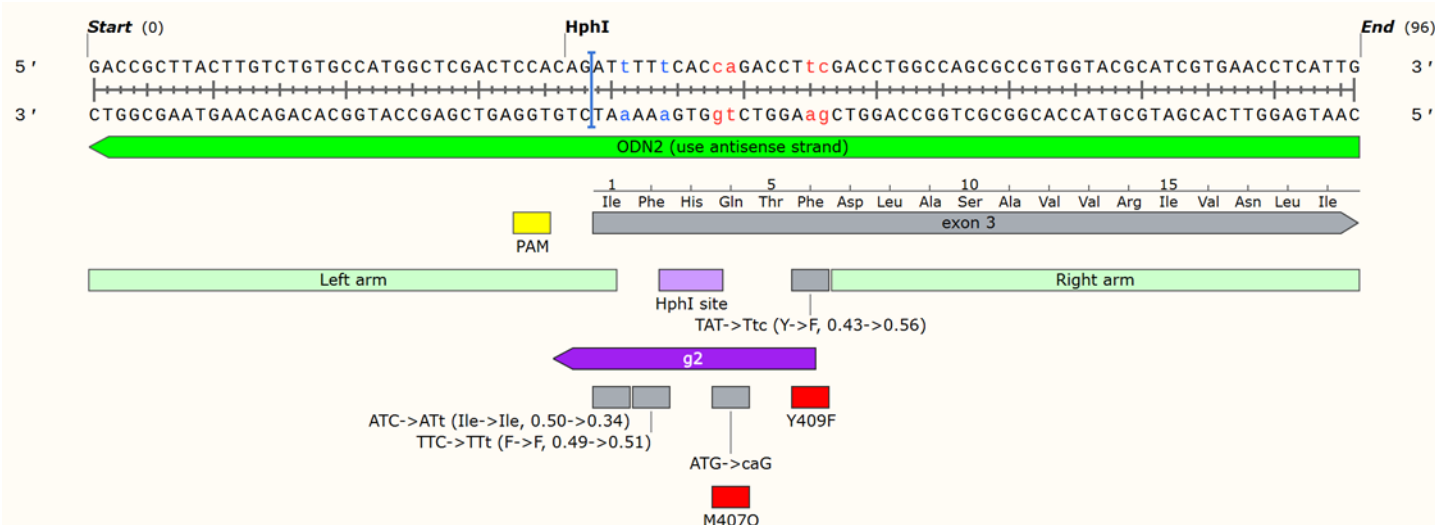 Start (0) HphI End (96)
5' GACCGCTTACTTGTCTGTGCCATGGCTCGACTCCACAGATtTTtCACcaGACCTtcGACCTGGCCAGCGCCGTGGTACGCATCGTGAACCTCATTG 3'
3' CTGGCGAATGAACAGACACGGTACCGAGCTGAGGTGTCTAaAAaGTGgtCTGGAagCTGGACCGGTCGCGGCACCATGCGTAGCACTTGGAGTAAC 5'
ODN2 (use antisense strand)
1 5 10 15
Ile Phe His Gln Thr Phe Asp Leu Ala Ser Ala Val Val Arg Ile Val Asn Leu Ile
exon 3
PAM
Left arm Right arm
HphI site
TAT->Ttc (Y->F, 0.43->0.56)
g2
ATC->ATt (Ile->Ile, 0.50->0.34) Y409F
TTC->TTt (F->F, 0.49->0.51)
ATG->caG
M407Q